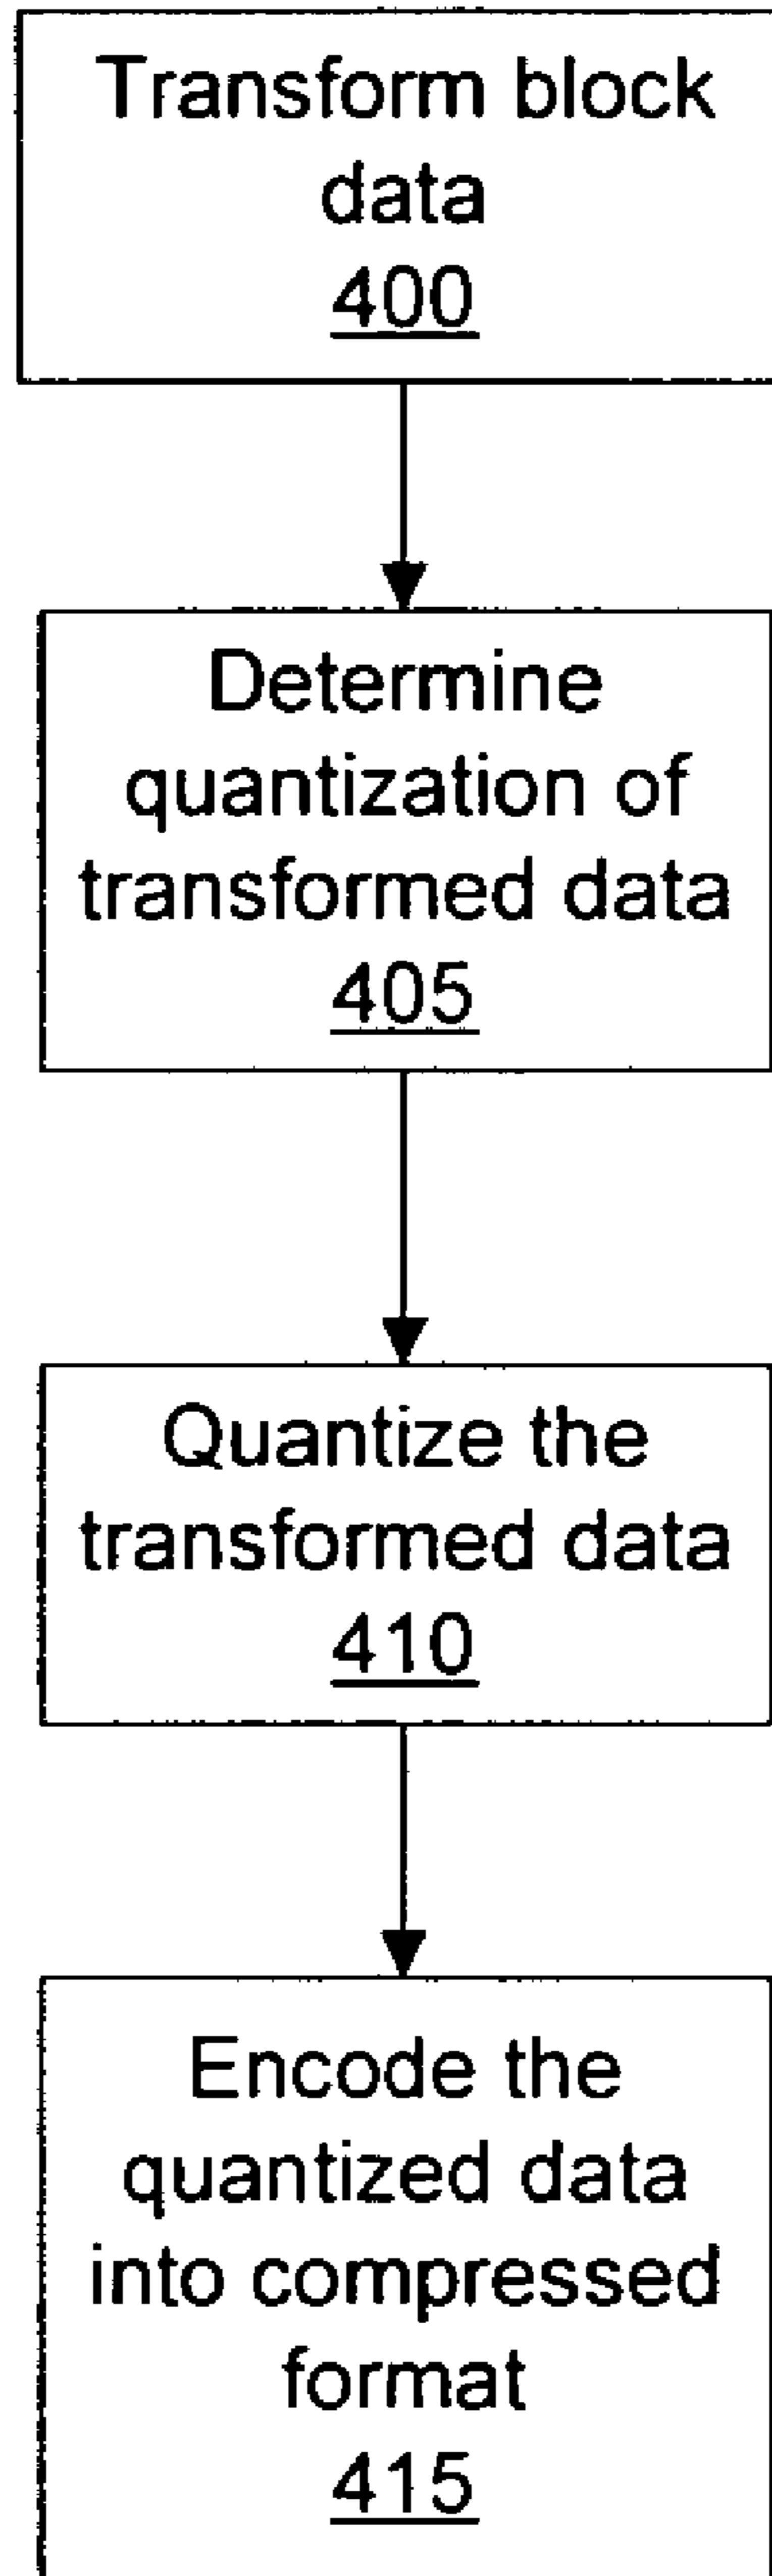 Transform block
data
400
Determine
quantization of
transformed data
405
Quantize the
transformed data
410
Encode the
quantized data
into compressed
format
415